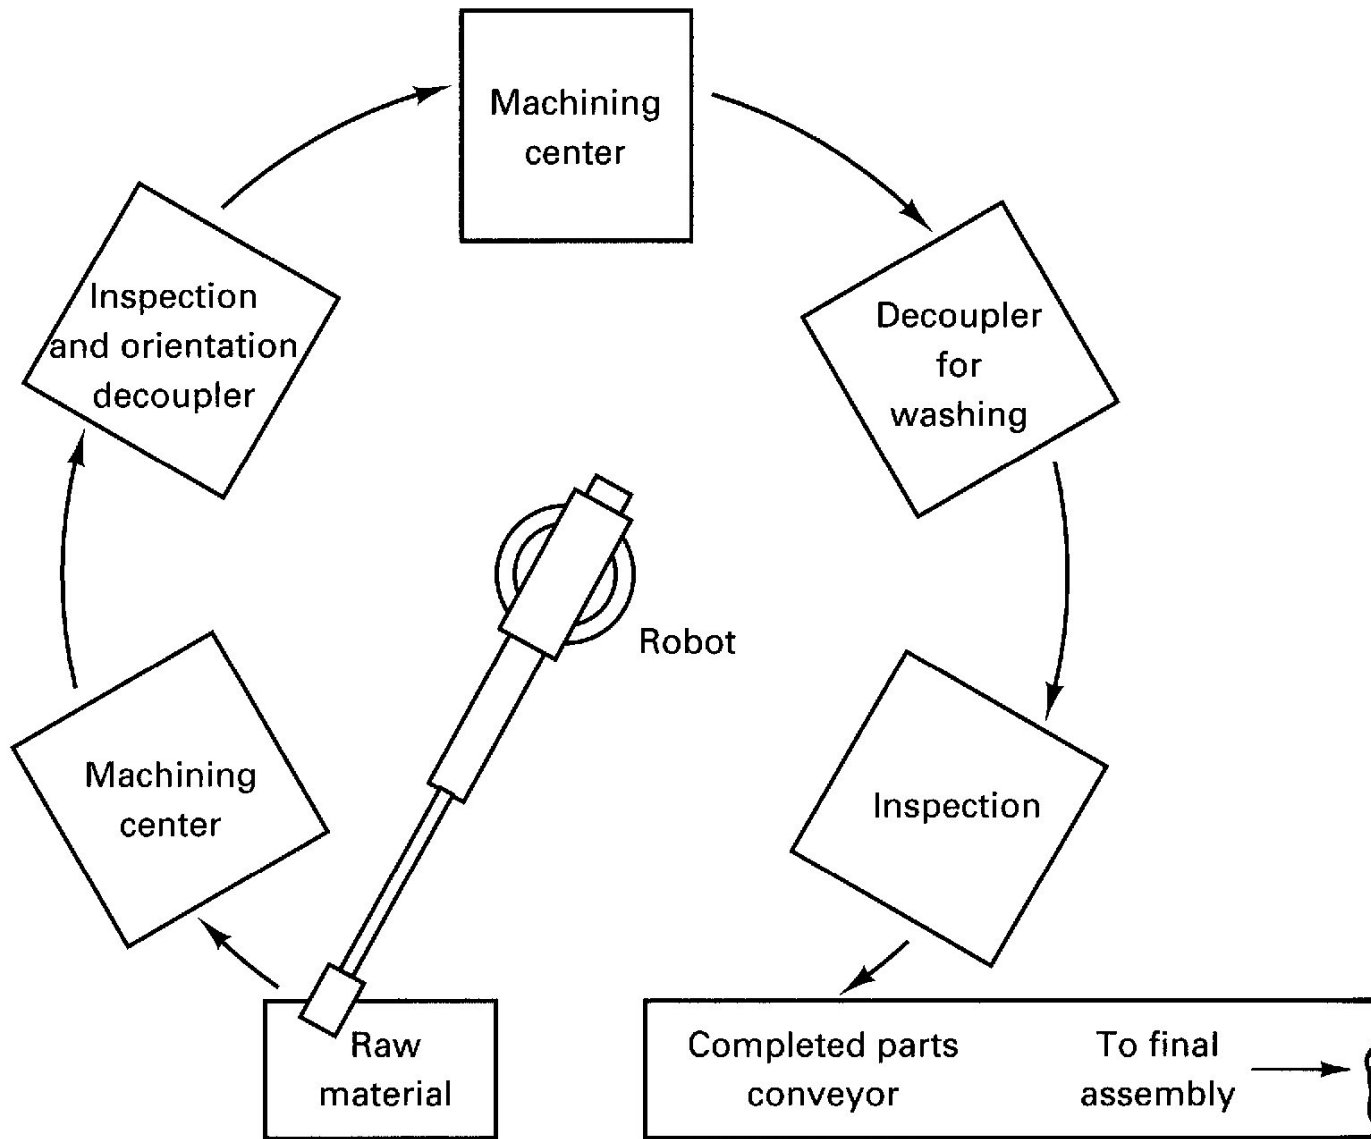 Machining
center
Inspection
and orientation
decoupler
Decoupler
for
washing
Robot
Machining
center
Inspection
Raw
material
Completed parts
conveyor
To final
assembly